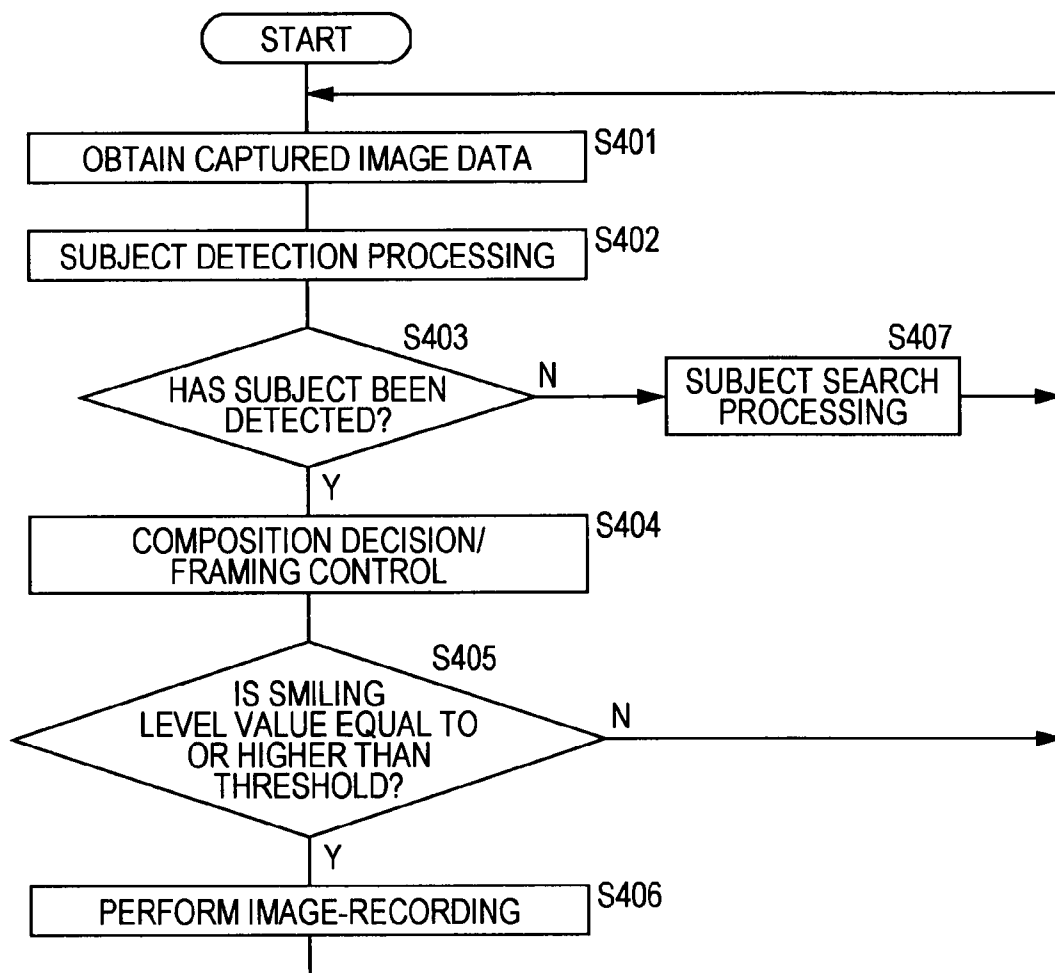 START
OBTAIN CAPTURED IMAGE DATA
S401
SUBJECT DETECTION PROCESSING
S402
S403
HAS SUBJECT BEEN
DETECTED?
N
Y
S407
SUBJECT SEARCH
PROCESSING
COMPOSITION DECISION/
FRAMING CONTROL
S404
S405
IS SMILING
LEVEL VALUE EQUAL TO
OR HIGHER THAN
THRESHOLD?
N
Y
PERFORM IMAGE-RECORDING
S406